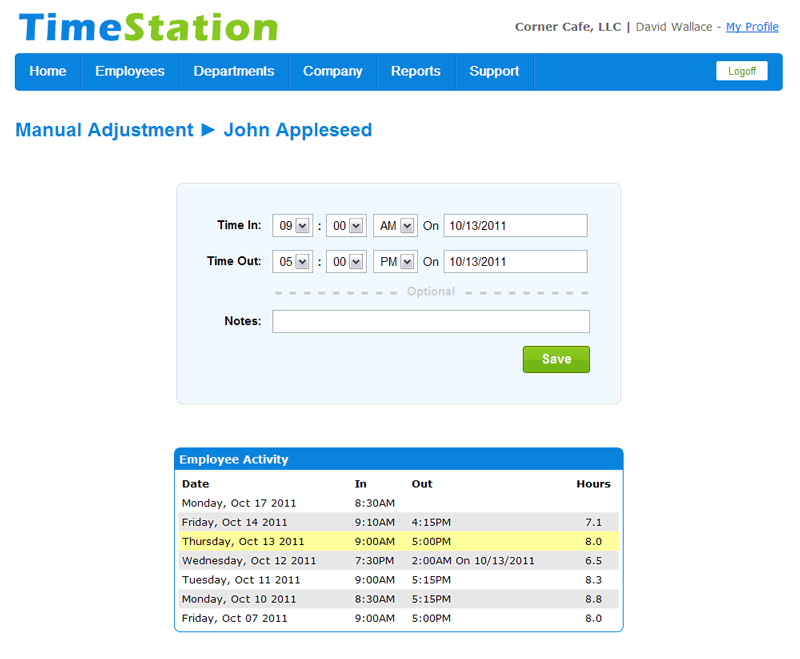 TimeStation
Corner Cafe, LLC | David Wallace - My Profile
Home Employees Departments Company Reports Support Logoff
Manual Adjustment ► John Appleseed
Time In: 09 : 00 AM On 10/13/2011
Time Out: 05 : 00 PM On 10/13/2011
Optional
Notes:
Save
Employee Activity
Date In Out Hours
Monday, Oct 17 2011 8:30AM
Friday, Oct 14 2011 9:10AM 4:15PM 7.1
Thursday, Oct 13 2011 9:00AM 5:00PM 8.0
Wednesday, Oct 12 2011 7:30PM 2:00AM On 10/13/2011 6.5
Tuesday, Oct 11 2011 9:00AM 5:15PM 8.3
Monday, Oct 10 2011 8:30AM 5:15PM 8.8
Friday, Oct 07 2011 9:00AM 5:00PM 8.0